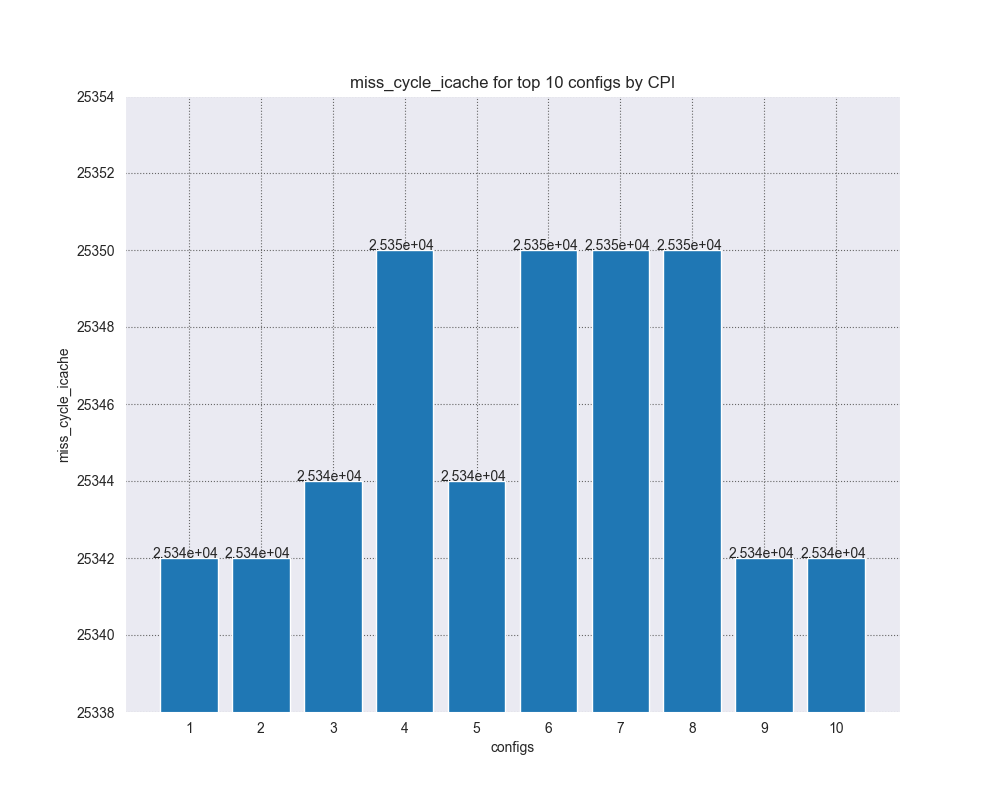 miss_cycle_icache for top 10 configs by CPI
25354
25352
25350
25348
25346
25344
25342
25340
25338
miss_cycle_icache
2.535e+04 2.535e+04 2.535e+04 2.535e+04
2.534e+04 2.534e+04
2.534e+04 2.534e+04 2.534e+04 2.534e+04
1 2 3 4 5 6 7 8 9 10
configs